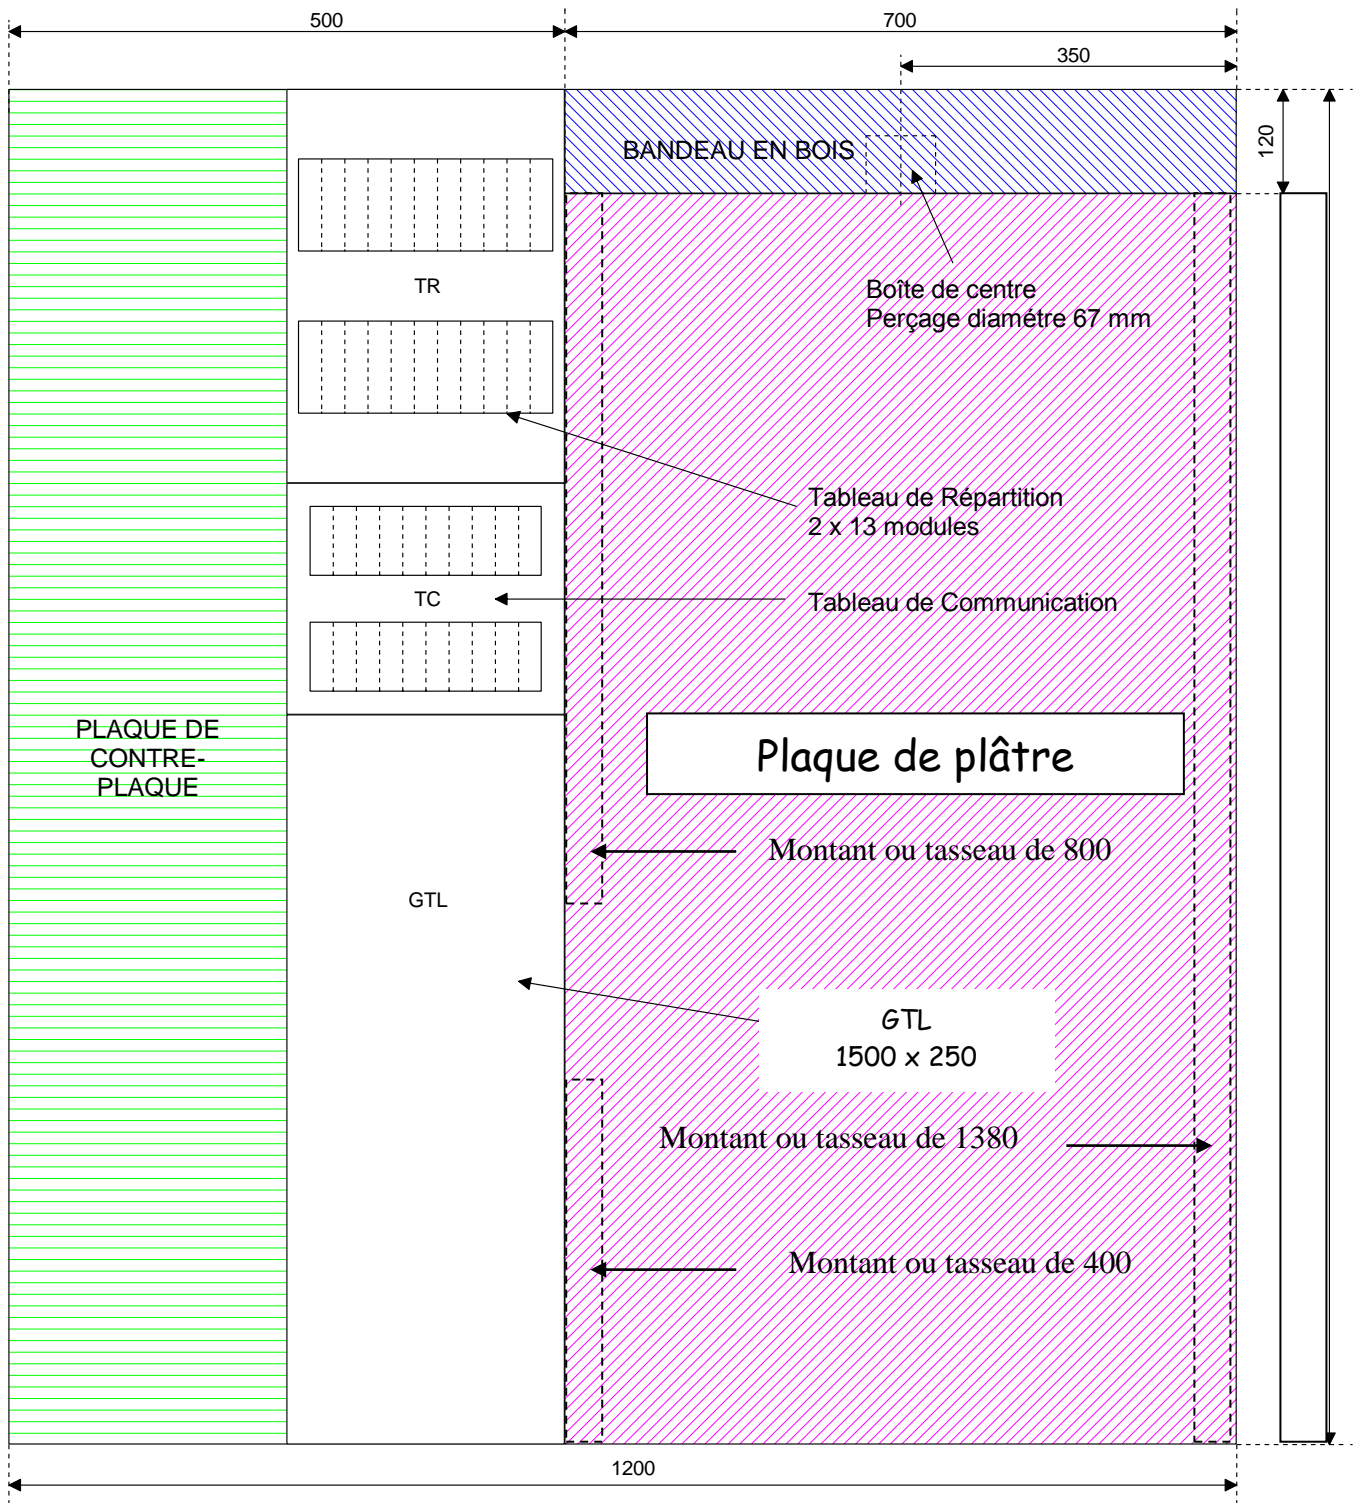 500
700
350
120
BANDEAU EN BOIS
TR
Boîte de centre
Perçage diamétre 67 mm
Tableau de Répartition
2 x 13 modules
TC
Tableau de Communication
PLAQUE DE
CONTRE-
PLAQUE
Plaque de plâtre
Montant ou tasseau de 800
GTL
GTL
1500 x 250
Montant ou tasseau de 1380
Montant ou tasseau de 400
1200